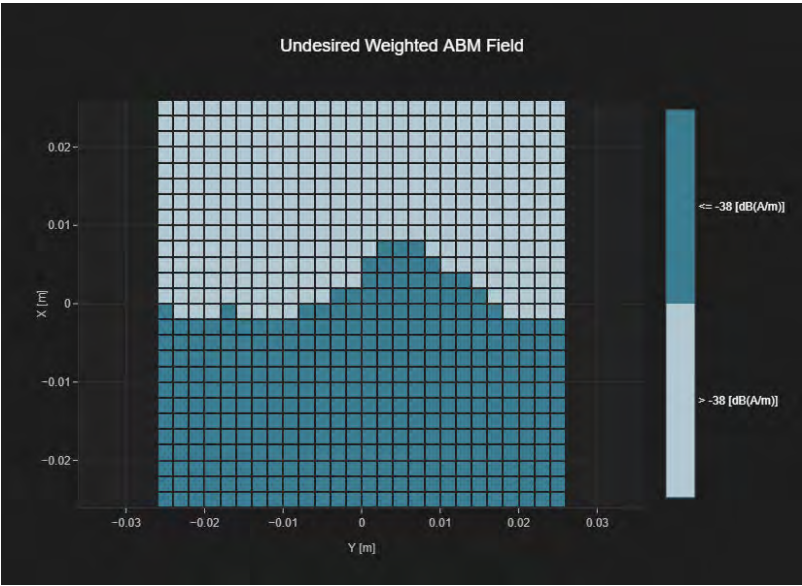 Undesired Weighted ABM Field
0.02
0.01
0
−0.01
−0.02
X [m]
−0.03
−0.02
−0.01
0
0.01
0.02
0.03
Y [m]
<= -38 [dB(A/m)]
> -38 [dB(A/m)]